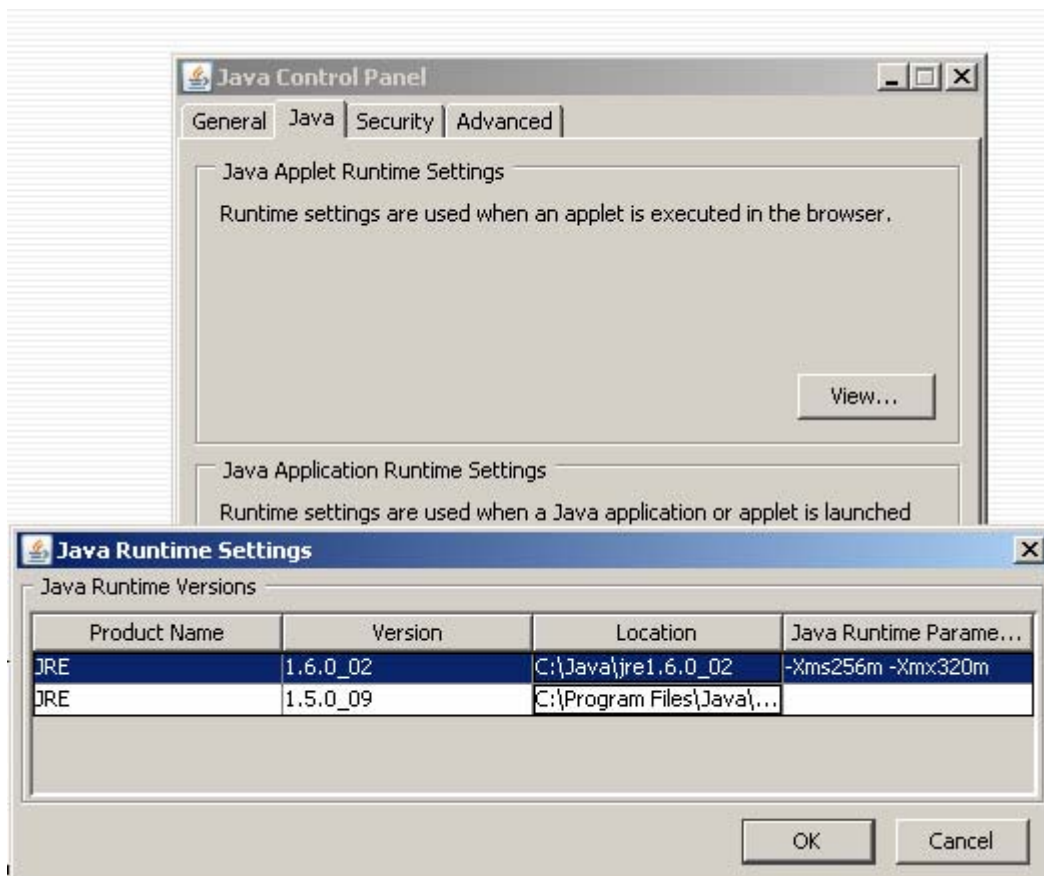 Java Control Panel
General Java Security Advanced
Java Applet Runtime Settings
Runtime settings are used when an applet is executed in the browser.
View...
Java Application Runtime Settings
Runtime settings are used when a Java application or applet is launched
Java Runtime Settings
Java Runtime Versions
Product Name Version Location Java Runtime Parame...
JRE 1.6.0_02 C:\Java\jre1.6.0_02 -Xms256m -Xmx320m
JRE 1.5.0_09 C:\Program Files\Java\...
OK Cancel